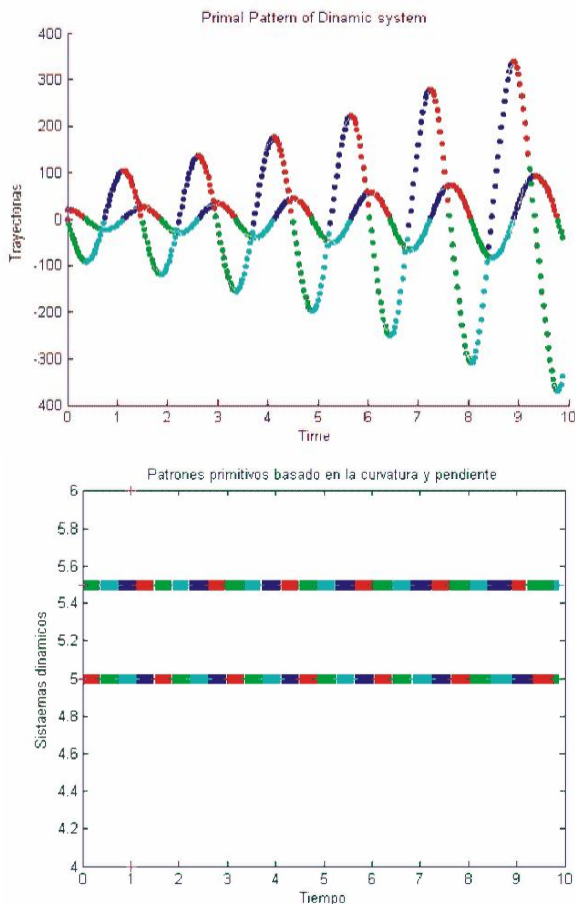 Primal Pattern of Dinamic system
400
300
200
100
0
-100
-200
-300
400
Trayectorias
0 1 2 3 4 5 6 7 8 9 10
Time
Patrones primitivos basado en la curvatura y pendiente
6
5.8
5.6
5.4
5.2
5
4.8
4.6
4.4
4.2
4
Sistaemas dinamicos
0 1 2 3 4 5 6 7 8 9 10
Tiempo